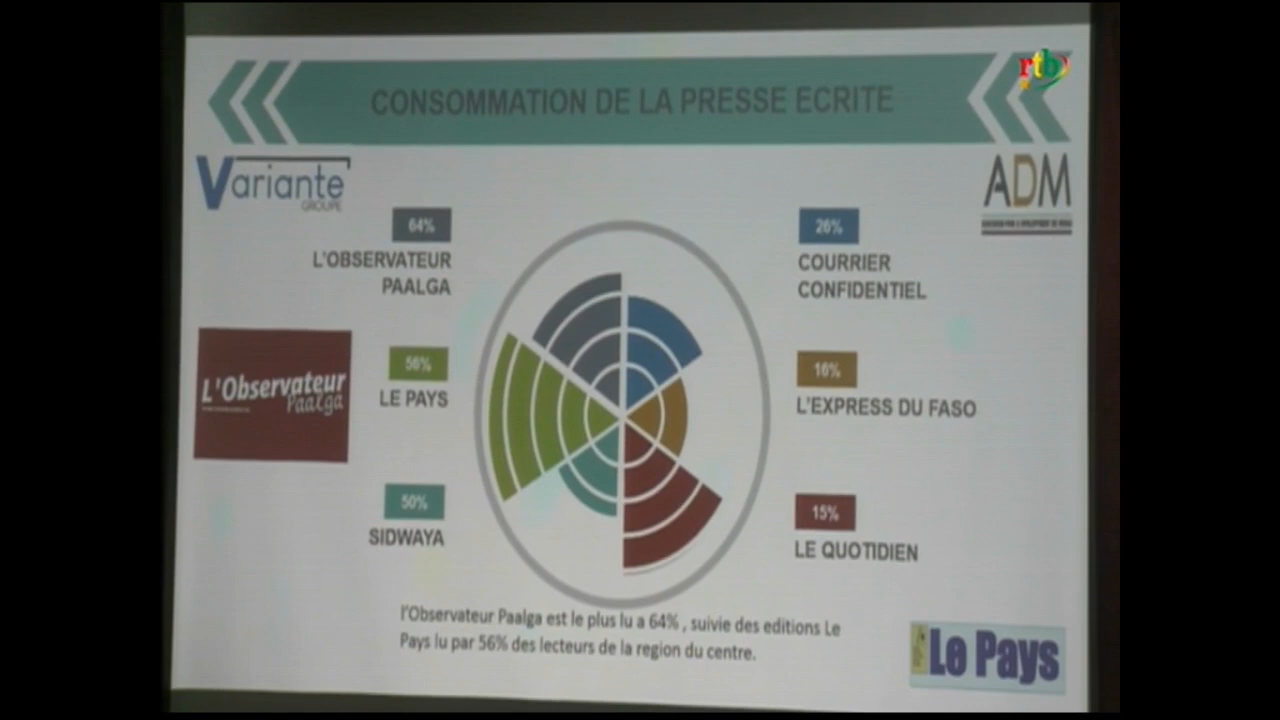 rtb
CONSOMMATION DE LA PRESSE ECRITE
Variante
GROUPE
ADM
64%
L'OBSERVATEUR
PAALGA
26%
COURRIER
CONFIDENTIEL
L'Observateur
Paalga
56%
LE PAYS
16%
L'EXPRESS DU FASO
50%
SIDWAYA
15%
LE QUOTIDIEN
l'Observateur Paalga est le plus lu a 64% , suivie des editions Le
Pays lu par 56% des lecteurs de la region du centre.
Le Pays